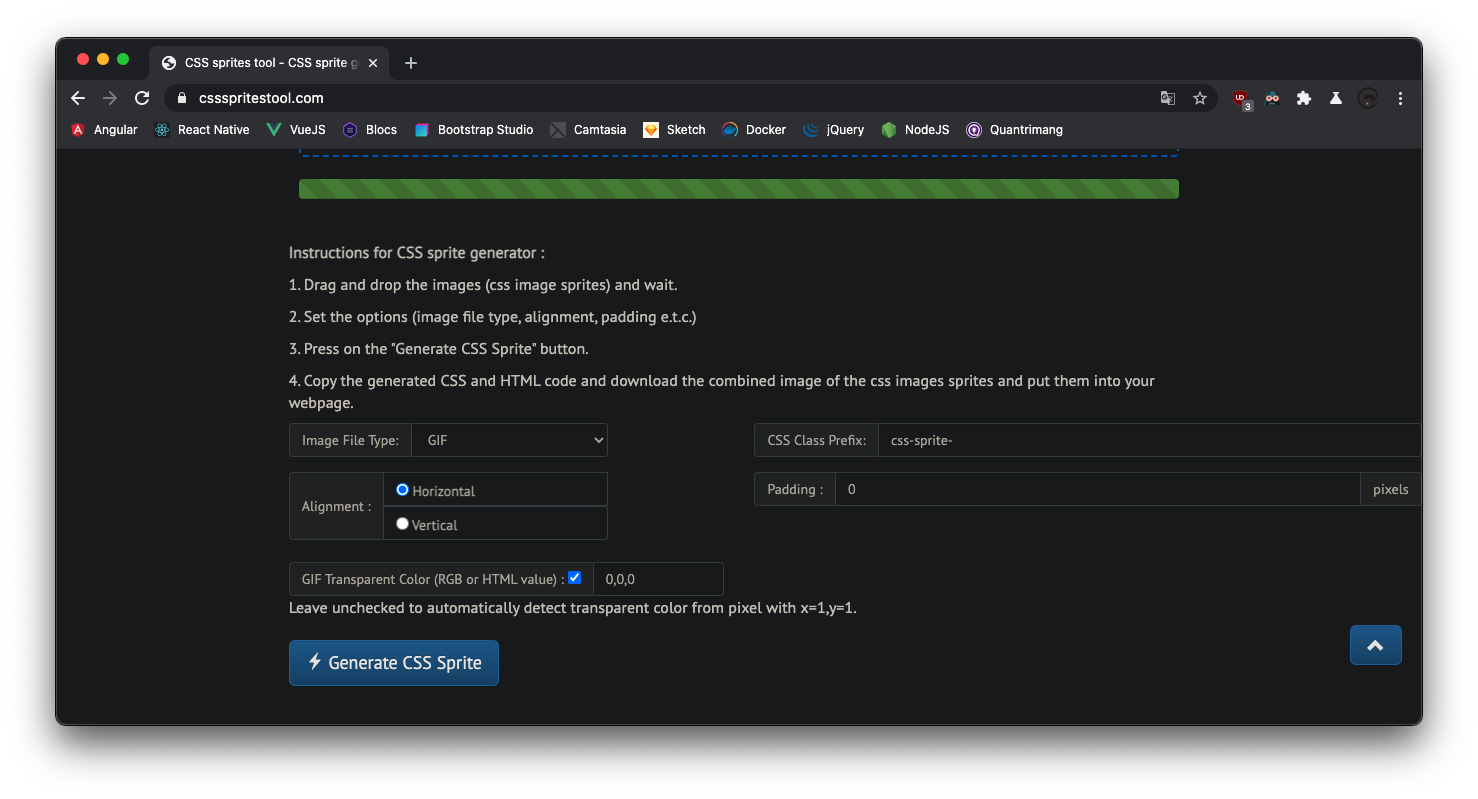 CSS sprites tool - CSS sprite g
cssspritestool.com
UD 3
Angular React Native VueJS Blocs Bootstrap Studio Camtasia Sketch Docker jQuery NodeJS Quantrimang
Instructions for CSS sprite generator :
1. Drag and drop the images (css image sprites) and wait.
2. Set the options (image file type, alignment, padding e.t.c.)
3. Press on the "Generate CSS Sprite" button.
4. Copy the generated CSS and HTML code and download the combined image of the css images sprites and put them into your
webpage.
Image File Type: GIF CSS Class Prefix: css-sprite-
Alignment : Horizontal Padding : 0 pixels
Vertical
GIF Transparent Color (RGB or HTML value) : 0,0,0
Leave unchecked to automatically detect transparent color from pixel with x=1,y=1.
Generate CSS Sprite